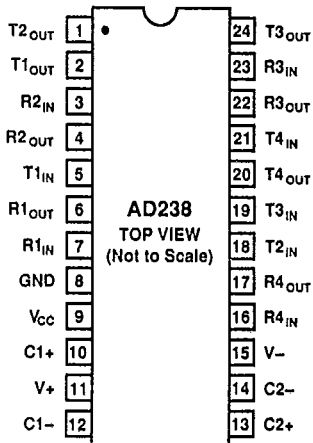 T2OUT 1 24 T3OUT
T1OUT 2 23 R3IN
R2IN 3 22 R3OUT
R2OUT 4 21 T4IN
T1IN 5 20 T4OUT
R1OUT 6 AD238 19 T3IN
R1IN 7 TOP VIEW 18 T2IN
(Not to Scale)
GND 8 17 R4OUT
VCC 9 16 R4IN
C1+ 10 15 V−
V+ 11 14 C2−
C1− 12 13 C2+